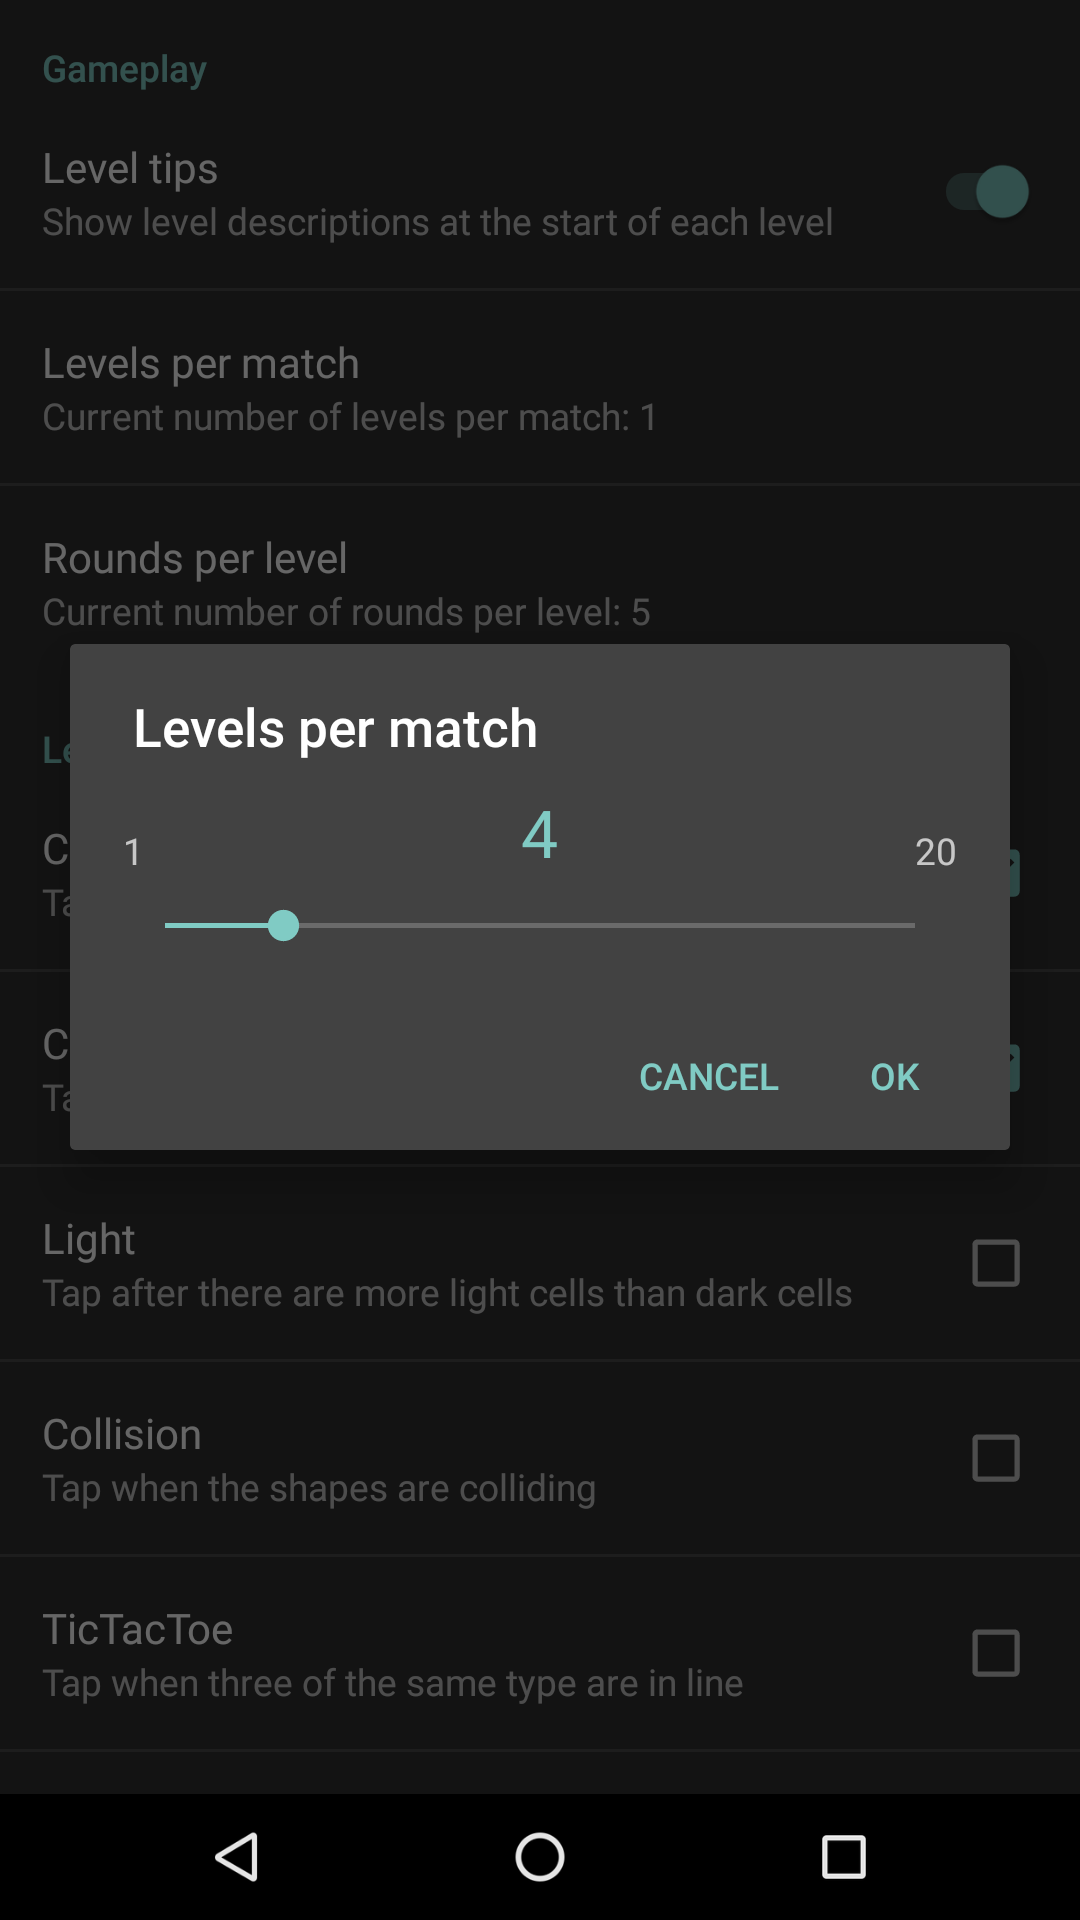 Gameplay
Level tips
Show level descriptions at the start of each level
Levels per match
Current number of levels per match: 1
Rounds per level
Current number of rounds per level: 5
Levels per match
1
4
20
CANCEL
OK
Light
Tap after there are more light cells than dark cells
Collision
Tap when the shapes are colliding
TicTacToe
Tap when three of the same type are in line